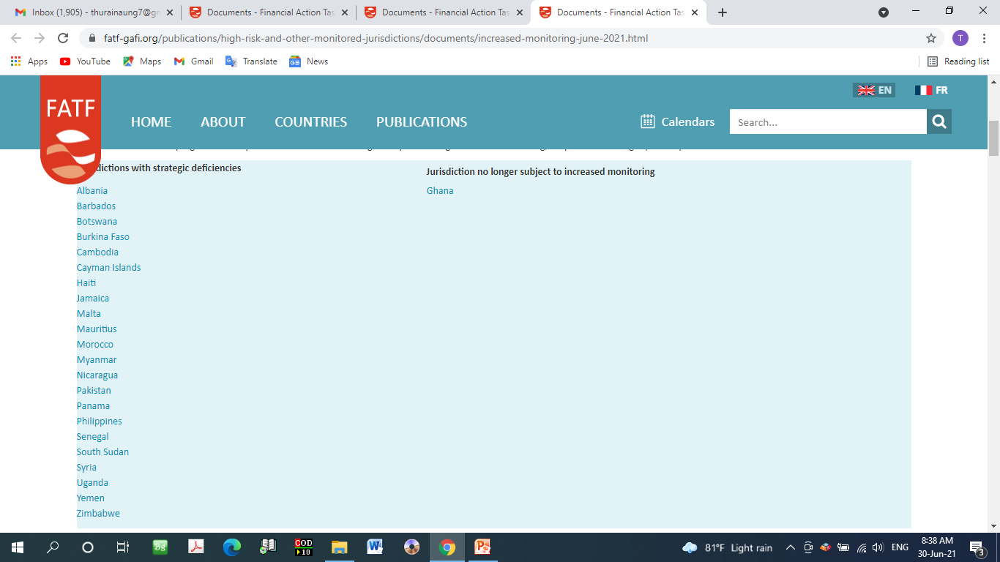 Inbox (1,905) - thurainaung7@gm
Documents - Financial Action Tas
Documents - Financial Action Tas
Documents - Financial Action Tas
fatf-gafi.org/publications/high-risk-and-other-monitored-jurisdictions/documents/increased-monitoring-june-2021.html
T
Apps YouTube Maps Gmail Translate News Reading list
EN FR
FATF
HOME ABOUT COUNTRIES PUBLICATIONS Calendars Search...
dictions with strategic deficiencies
Jurisdiction no longer subject to increased monitoring
Albania
Ghana
Barbados
Botswana
Burkina Faso
Cambodia
Cayman Islands
Haiti
Jamaica
Malta
Mauritius
Morocco
Myanmar
Nicaragua
Pakistan
Panama
Philippines
Senegal
South Sudan
Syria
Uganda
Yemen
Zimbabwe
COD
10
81°F Light rain
ENG
8:38 AM
30-Jun-21
3